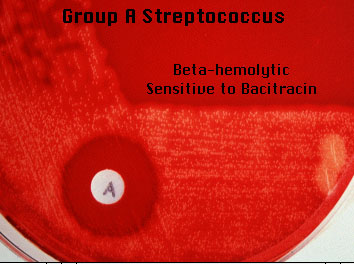 Group A Streptococcus
Beta-hemolytic
Sensitive to Bacitracin
A